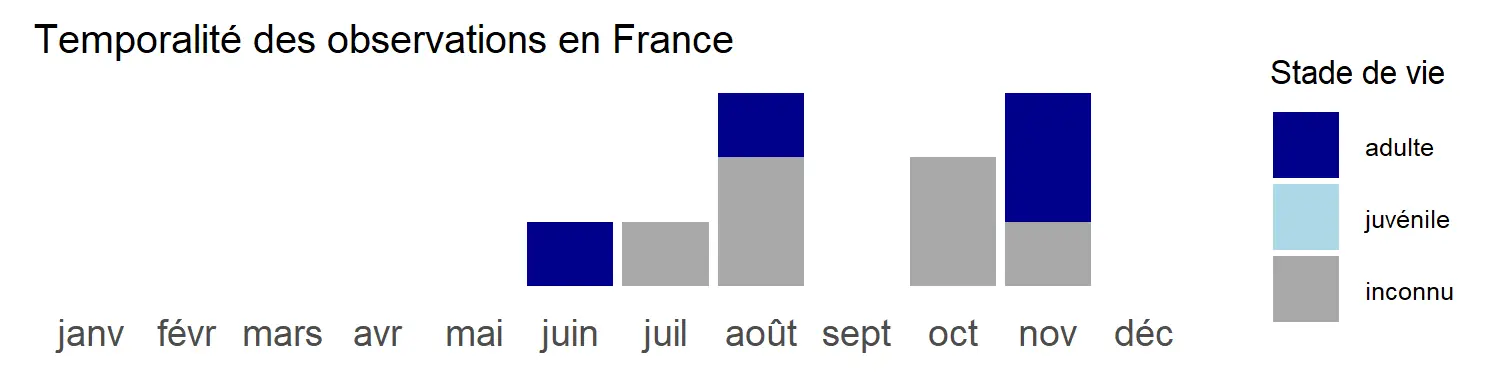 Temporalité des observations en France
Stade de vie
adulte
juvénile
inconnu
janv févr mars avr mai juin juil août sept oct nov déc